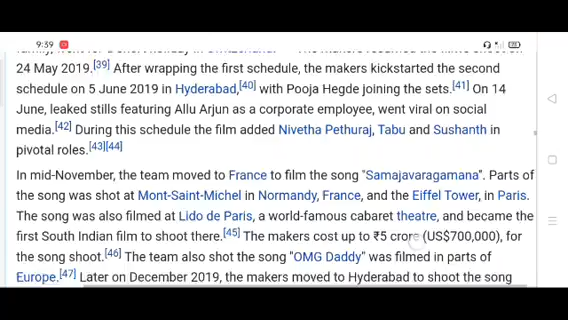 9:39
24 May 2019.[39] After wrapping the first schedule, the makers kickstarted the second
schedule on 5 June 2019 in Hyderabad,[40] with Pooja Hegde joining the sets.[41] On 14
June, leaked stills featuring Allu Arjun as a corporate employee, went viral on social
media.[42] During this schedule the film added Nivetha Pethuraj, Tabu and Sushanth in
pivotal roles.[43][44]
In mid-November, the team moved to France to film the song "Samajavaragamana". Parts of
the song was shot at Mont-Saint-Michel in Normandy, France, and the Eiffel Tower, in Paris.
The song was also filmed at Lido de Paris, a world-famous cabaret theatre, and became the
first South Indian film to shoot there.[45] The makers cost up to ₹5 crore (US$700,000), for
the song shoot.[46] The team also shot the song "OMG Daddy" was filmed in parts of
Europe.[47] Later on December 2019, the makers moved to Hyderabad to shoot the song